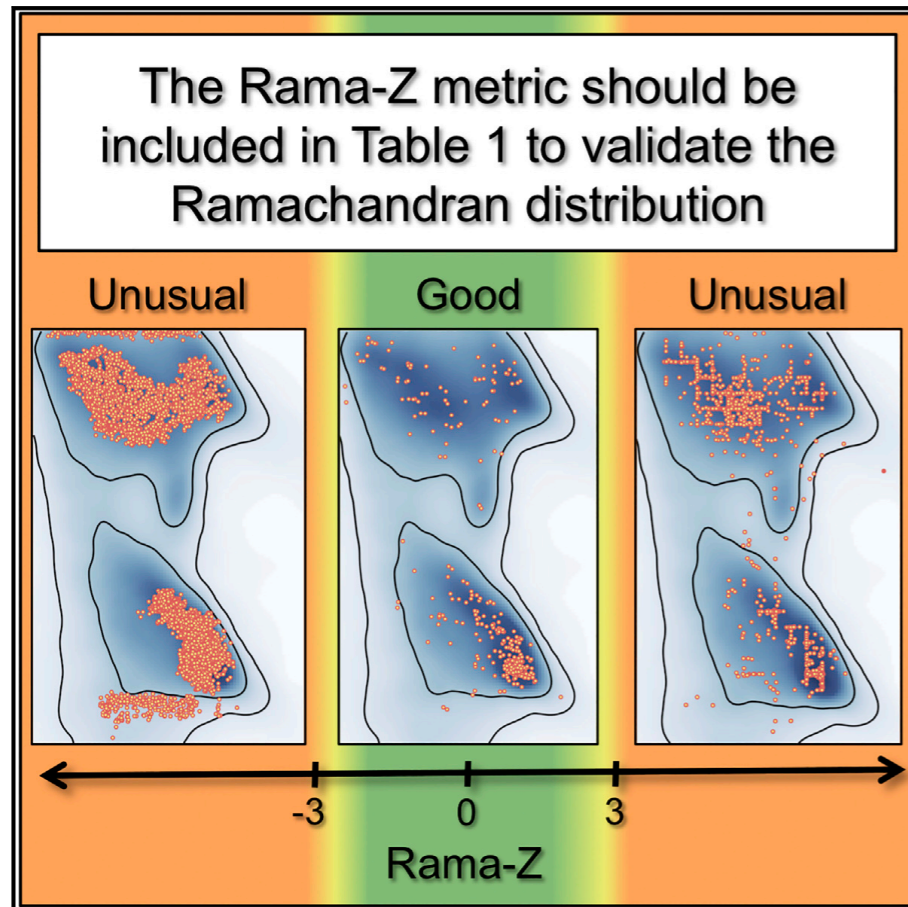 The Rama-Z metric should be
included in Table 1 to validate the
Ramachandran distribution
Unusual
Good
Unusual
-3
0
3
Rama-Z